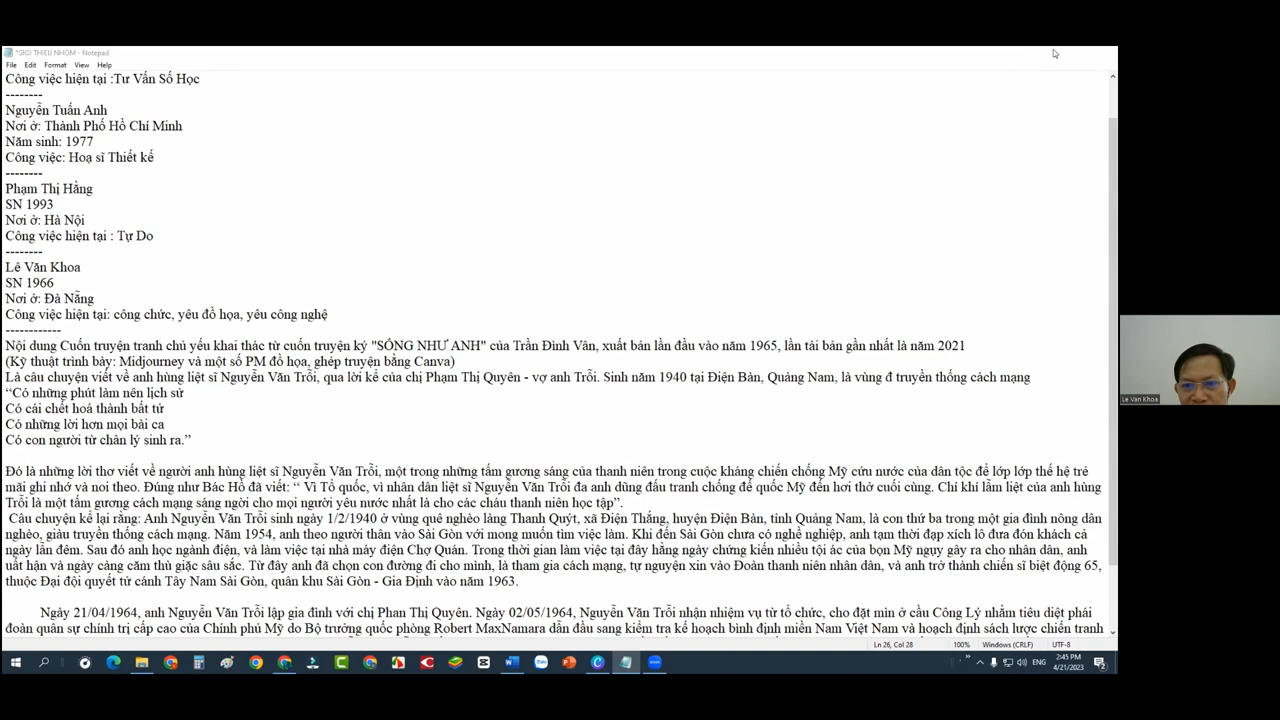 *GIOI THIEU NHOM - Notepad
File Edit Format View Help
Công việc hiện tại :Tư Vấn Số Học
--------
Nguyễn Tuấn Anh
Nơi ở: Thành Phố Hồ Chí Minh
Năm sinh: 1977
Công việc: Hoạ sĩ Thiết kế
--------
Phạm Thị Hằng
SN 1993
Nơi ở: Hà Nội
Công việc hiện tại : Tự Do
--------
Lê Văn Khoa
SN 1966
Nơi ở: Đà Nẵng
Công việc hiện tại: công chức, yêu đồ họa, yêu công nghệ
------------
Nội dung Cuốn truyện tranh chủ yếu khai thác từ cuốn truyện ký "SỐNG NHƯ ANH" của Trần Đình Vân, xuất bản lần đầu vào năm 1965, lần tái bản gần nhất là năm 2021
(Kỹ thuật trình bày: Midjourney và một số PM đồ họa, ghép truyện bằng Canva)
Là câu chuyện viết về anh hùng liệt sĩ Nguyễn Văn Trỗi, qua lời kể của chị Phạm Thị Quyên - vợ anh Trỗi. Sinh năm 1940 tại Điện Bàn, Quảng Nam, là vùng đ truyền thống cách mạng
“Có những phút làm nên lịch sử
Có cái chết hoá thành bất tử
Có những lời hơn mọi bài ca
Có con người từ chân lý sinh ra.”
Đó là những lời thơ viết về người anh hùng liệt sĩ Nguyễn Văn Trỗi, một trong những tấm gương sáng của thanh niên trong cuộc kháng chiến chống Mỹ cứu nước của dân tộc để lớp lớp thế hệ trẻ
mãi ghi nhớ và noi theo. Đúng như Bác Hồ đã viết: “ Vì Tổ quốc, vì nhân dân liệt sĩ Nguyễn Văn Trỗi đa anh dũng đấu tranh chống đế quốc Mỹ đến hơi thở cuối cùng. Chí khí lẫm liệt của anh hùng
Trỗi là một tấm gương cách mạng sáng ngời cho mọi người yêu nước nhất là cho các cháu thanh niên học tập”.
Câu chuyện kể lại rằng: Anh Nguyễn Văn Trỗi sinh ngày 1/2/1940 ở vùng quê nghèo làng Thanh Quýt, xã Điện Thắng, huyện Điện Bàn, tỉnh Quảng Nam, là con thứ ba trong một gia đình nông dân
nghèo, giàu truyền thống cách mạng. Năm 1954, anh theo người thân vào Sài Gòn với mong muốn tìm việc làm. Khi đến Sài Gòn chưa có nghề nghiệp, anh tạm thời đạp xích lô đưa đón khách cả
ngày lẫn đêm. Sau đó anh học ngành điện, và làm việc tại nhà máy điện Chợ Quán. Trong thời gian làm việc tại đây hằng ngày chứng kiến nhiều tội ác của bọn Mỹ ngụy gây ra cho nhân dân, anh
uất hận và ngày càng căm thù giặc sâu sắc. Từ đây anh đã chọn con đường đi cho mình, là tham gia cách mạng, tự nguyện xin vào Đoàn thanh niên nhân dân, và anh trở thành chiến sĩ biệt động 65,
thuộc Đại đội quyết tử cánh Tây Nam Sài Gòn, quân khu Sài Gòn - Gia Định vào năm 1963.
Ngày 21/04/1964, anh Nguyễn Văn Trỗi lập gia đình với chị Phan Thị Quyên. Ngày 02/05/1964, Nguyễn Văn Trỗi nhận nhiệm vụ từ tổ chức, cho đặt mìn ở cầu Công Lý nhằm tiêu diệt phái
đoàn quân sự chính trị cấp cao của Chính phủ Mỹ do Bộ trưởng quốc phòng Robert MaxNamara dẫn đầu sang kiểm tra kế hoạch bình định miền Nam Việt Nam và hoạch định sách lược chiến tranh
Ln 26, Col 28 100% Windows (CRLF) UTF-8
ENG 2:45 PM
4/21/2023
Le Van Khoa